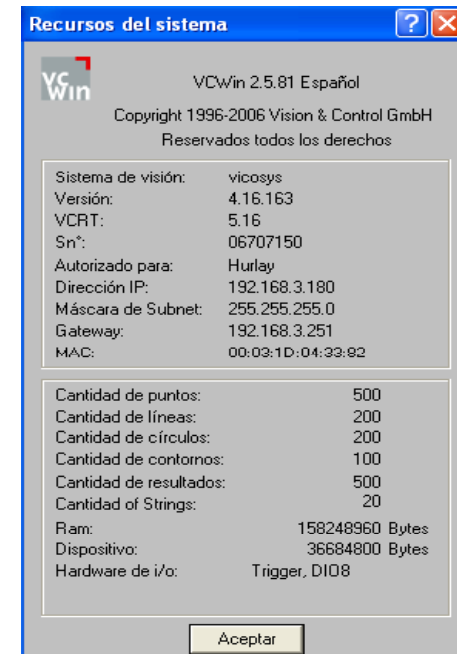 Recursos del sistema
vc
win
VCWin 2.5.81 Español
Copyright 1996-2006 Vision & Control GmbH
Reservados todos los derechos
Sistema de visión: vicosys
Versión: 4.16.163
VCRT: 5.16
Sn°: 06707150
Autorizado para: Hurlay
Dirección IP: 192.168.3.180
Máscara de Subnet: 255.255.255.0
Gateway: 192.168.3.251
MAC: 00:03:1D:04:33:82
Cantidad de puntos: 500
Cantidad de líneas: 200
Cantidad de círculos: 200
Cantidad de contornos: 100
Cantidad de resultados: 500
Cantidad of Strings: 20
Ram: 158248960 Bytes
Dispositivo: 36684800 Bytes
Hardware de i/o: Trigger, DIO8
Aceptar